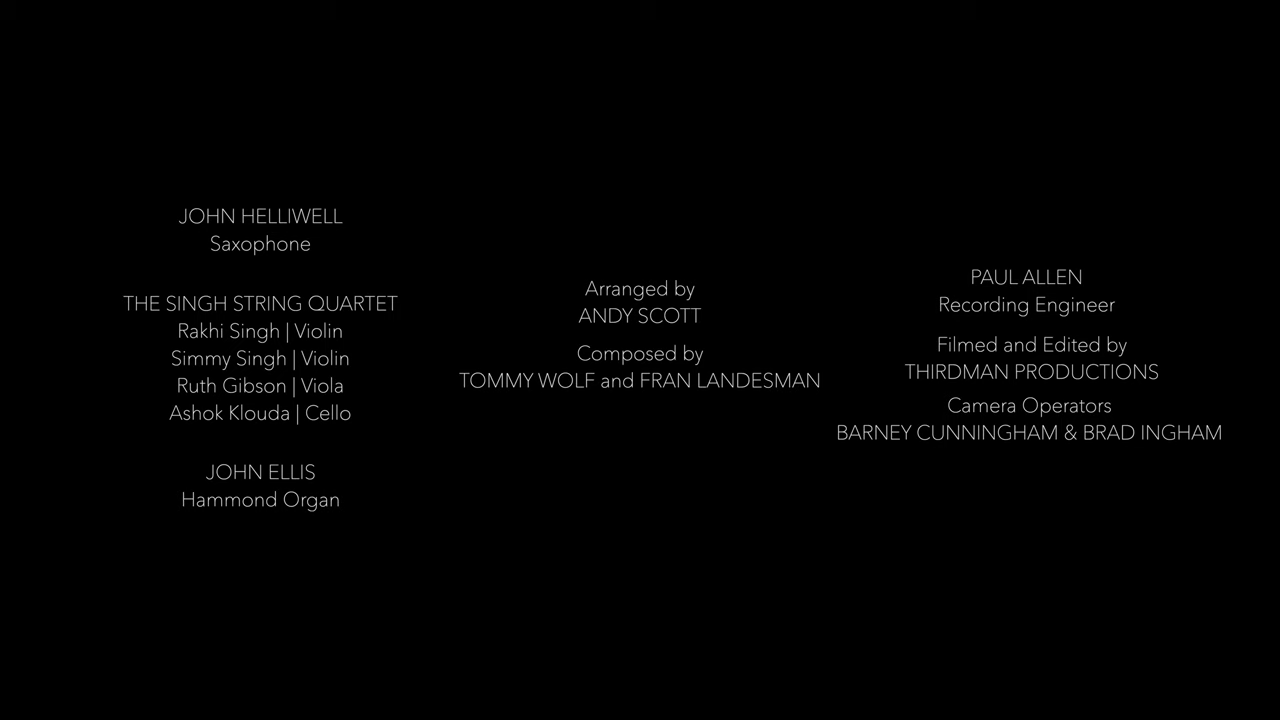 JOHN HELLIWELL
Saxophone
THE SINGH STRING QUARTET
Rakhi Singh | Violin
Simmy Singh | Violin
Ruth Gibson | Viola
Ashok Klouda | Cello
JOHN ELLIS
Hammond Organ
Arranged by
ANDY SCOTT
Composed by
TOMMY WOLF and FRAN LANDESMAN
PAUL ALLEN
Recording Engineer
Filmed and Edited by
THIRDMAN PRODUCTIONS
Camera Operators
BARNEY CUNNINGHAM & BRAD INGHAM